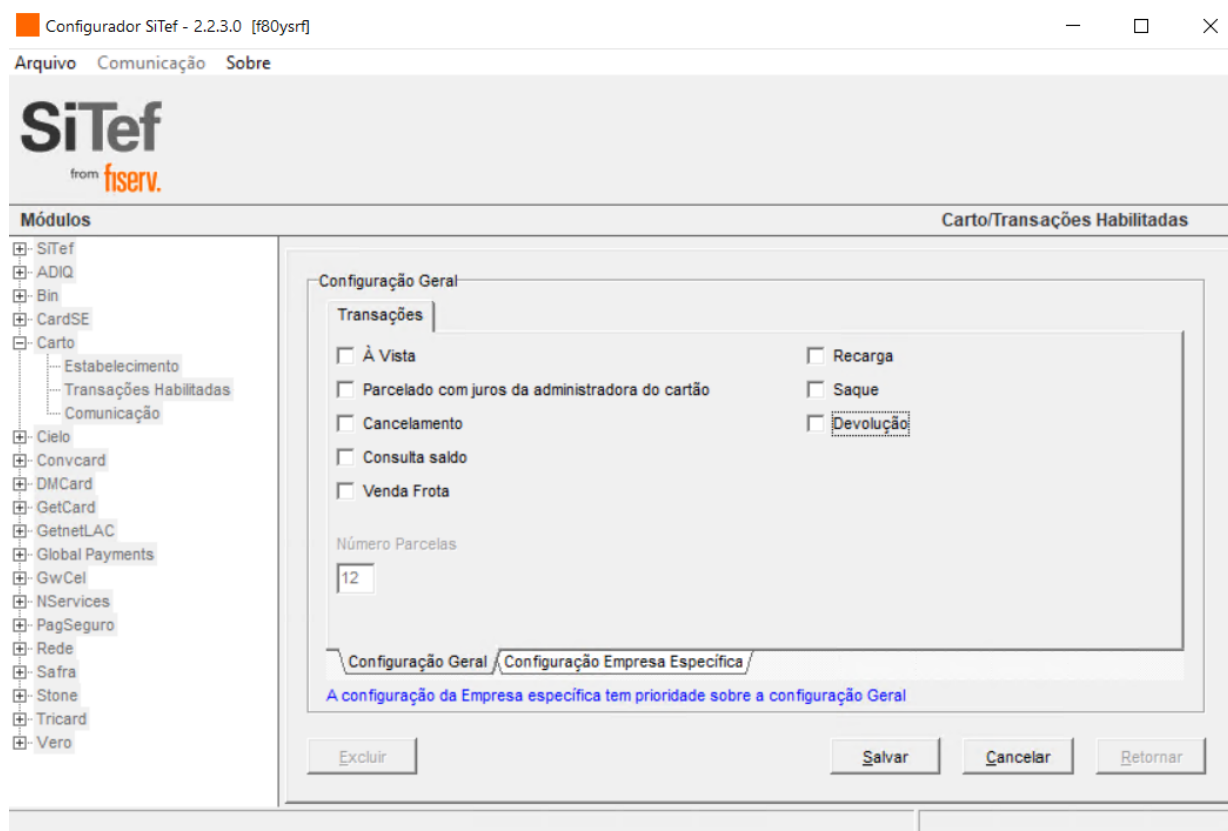 Configurador SiTef - 2.2.3.0 [f80ysrf]
Arquivo Comunicação Sobre
SiTef
from fiserv.
Módulos
Carto/Transações Habilitadas
SiTef
ADIQ
Bin
CardSE
Carto
Estabelecimento
Transações Habilitadas
Comunicação
Cielo
Convcard
DMCard
GetCard
GetnetLAC
Global Payments
GwCel
NServices
PagSeguro
Rede
Safra
Stone
Tricard
Vero
Configuração Geral
Transações
À Vista
Parcelado com juros da administradora do cartão
Cancelamento
Consulta saldo
Venda Frota
Recarga
Saque
Devolução
Número Parcelas
12
Configuração Geral
Configuração Empresa Específica
A configuração da Empresa específica tem prioridade sobre a configuração Geral
Excluir
Salvar
Cancelar
Retornar